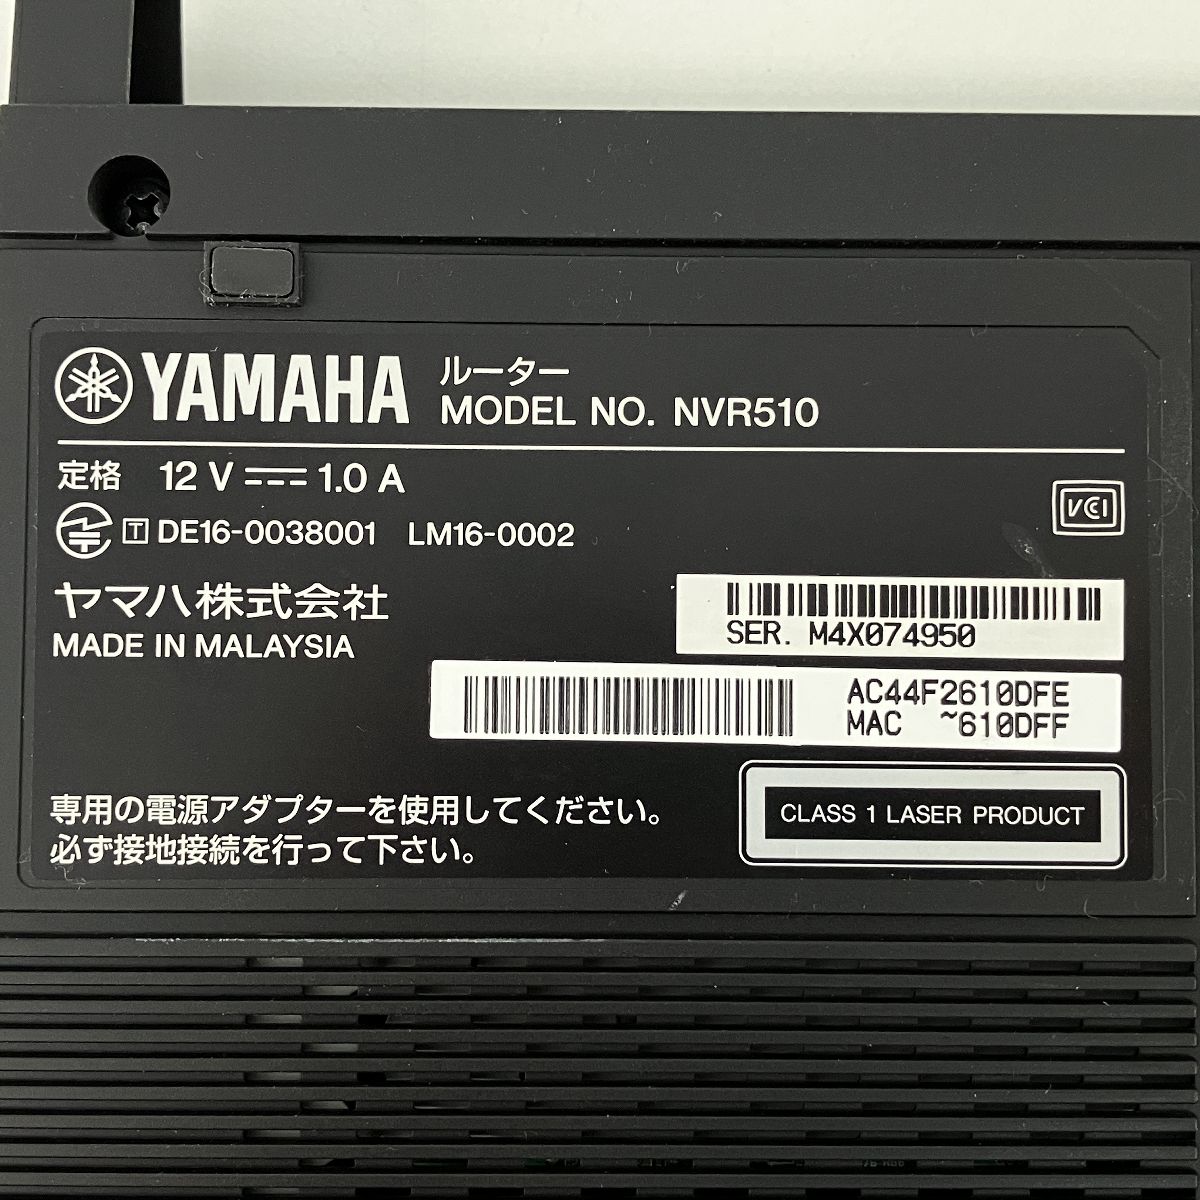 YAMAHA ルーター
MODEL NO. NVR510
定格 12 V 1.0 A
VCI
T DE16-0038001 LM16-0002
ヤマハ株式会社
MADE IN MALAYSIA
SER. M4X074950
AC44F2610DFE
MAC ~610DFF
専用の電源アダプターを使用してください。
必ず接地接続を行って下さい。
CLASS 1 LASER PRODUCT